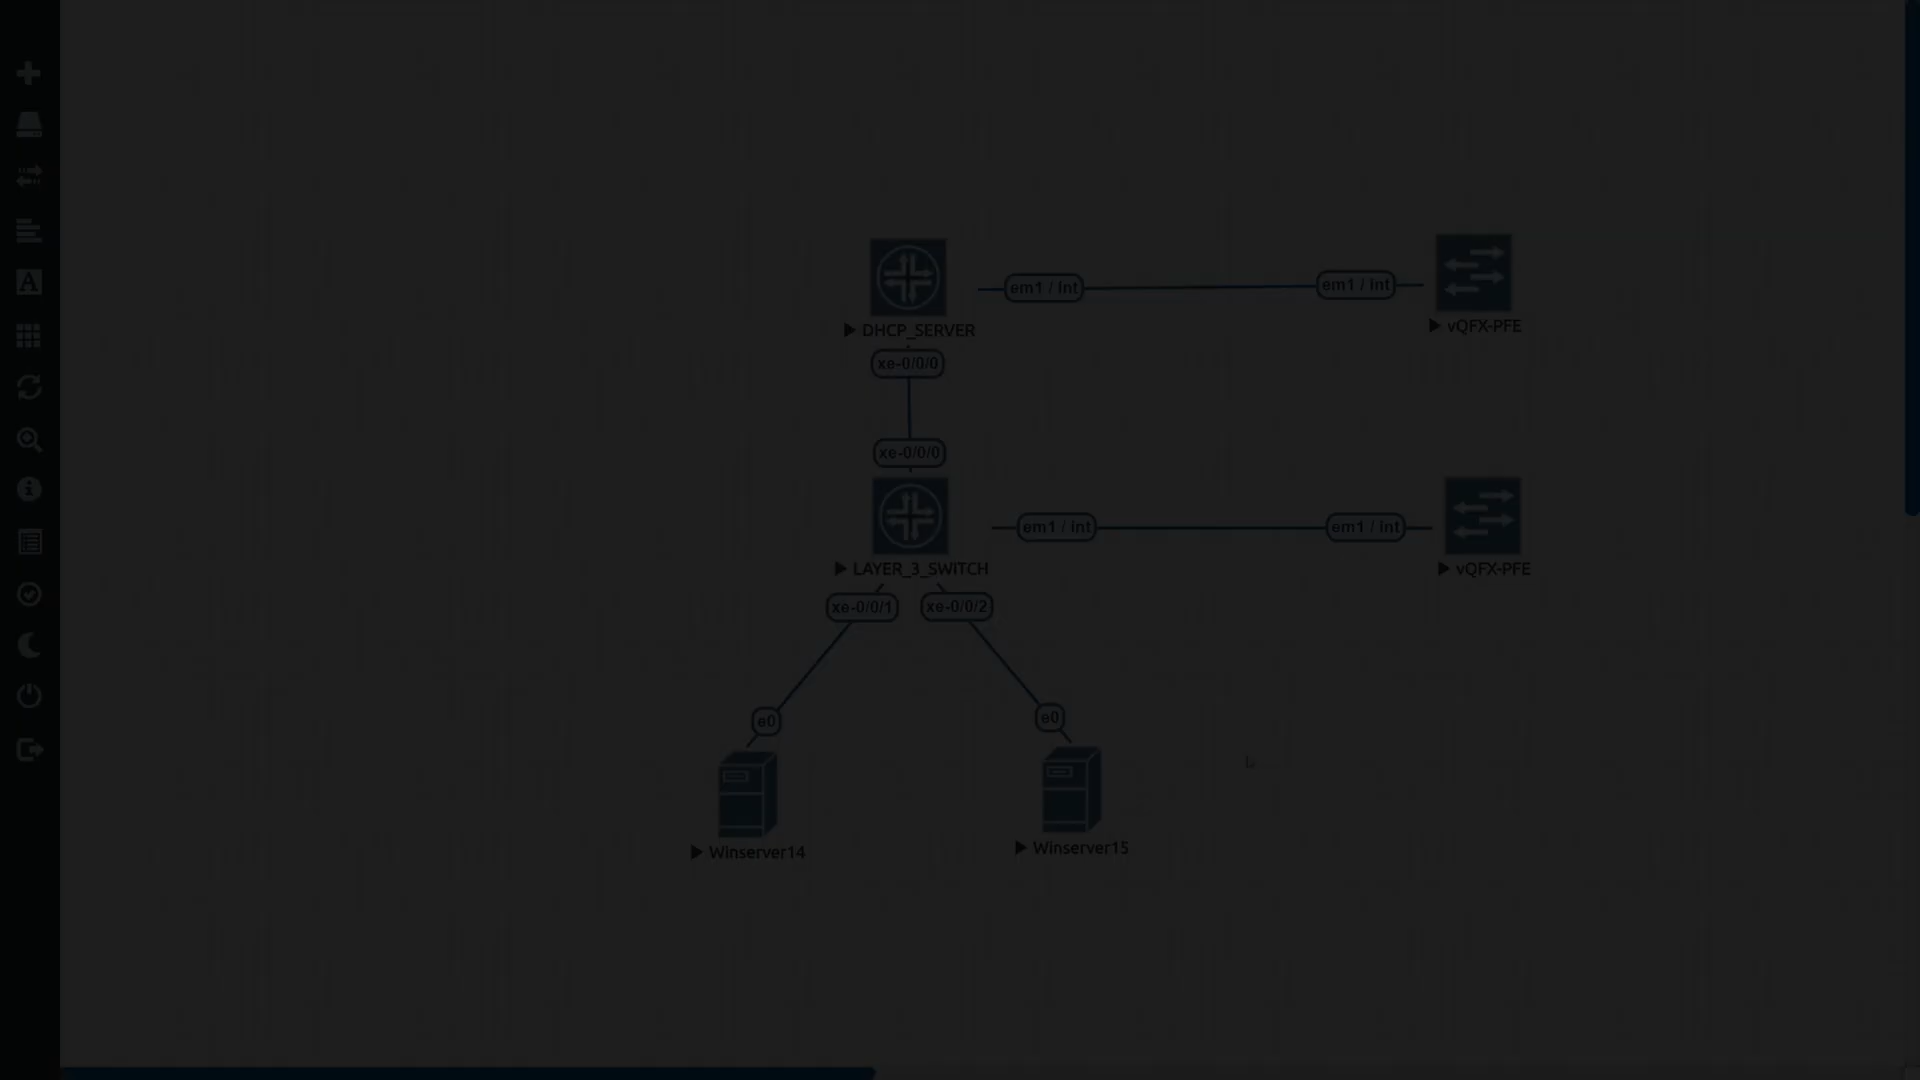 em1 / int
em1 / int
vQFX-PFE
DHCP_SERVER
xe-0/0/0
xe-0/0/0
em1 / int
em1 / int
LAYER_3_SWITCH
vQFX-PFE
xe-0/0/1
xe-0/0/2
e0
e0
Winserver14
Winserver15
A